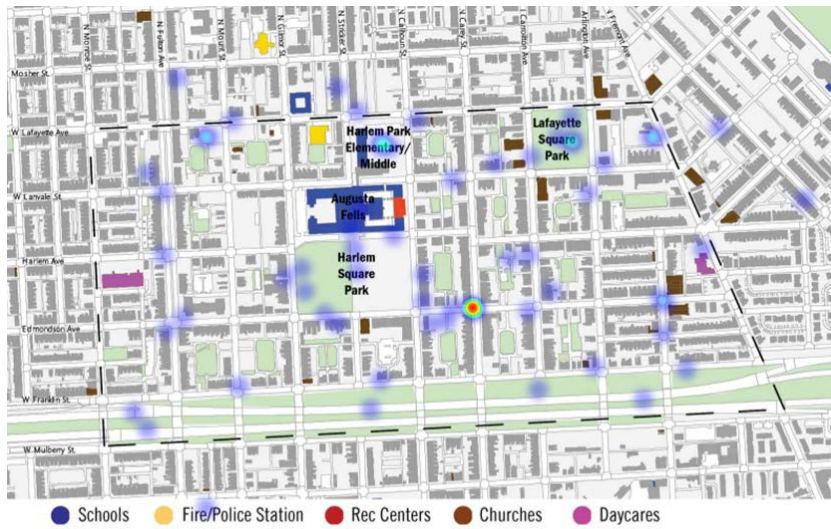 N Monroe St.
N Fulton Ave
N Mount St.
N Gilmor St.
N Stricker St.
N Calhoun St.
N Carey St.
N Carrollton Ave
Arlington Ave
N Fremont Ave
Mosher St.
W Lafayette Ave
Harlem Park
Elementary/
Middle
Lafayette
Square
Park
W Lanvale St
Augusta
Fells
Harlem Ave
Harlem
Square
Park
Edmondson Ave
W Franklin St.
W Mulberry St.
Schools
Fire/Police Station
Rec Centers
Churches
Daycares